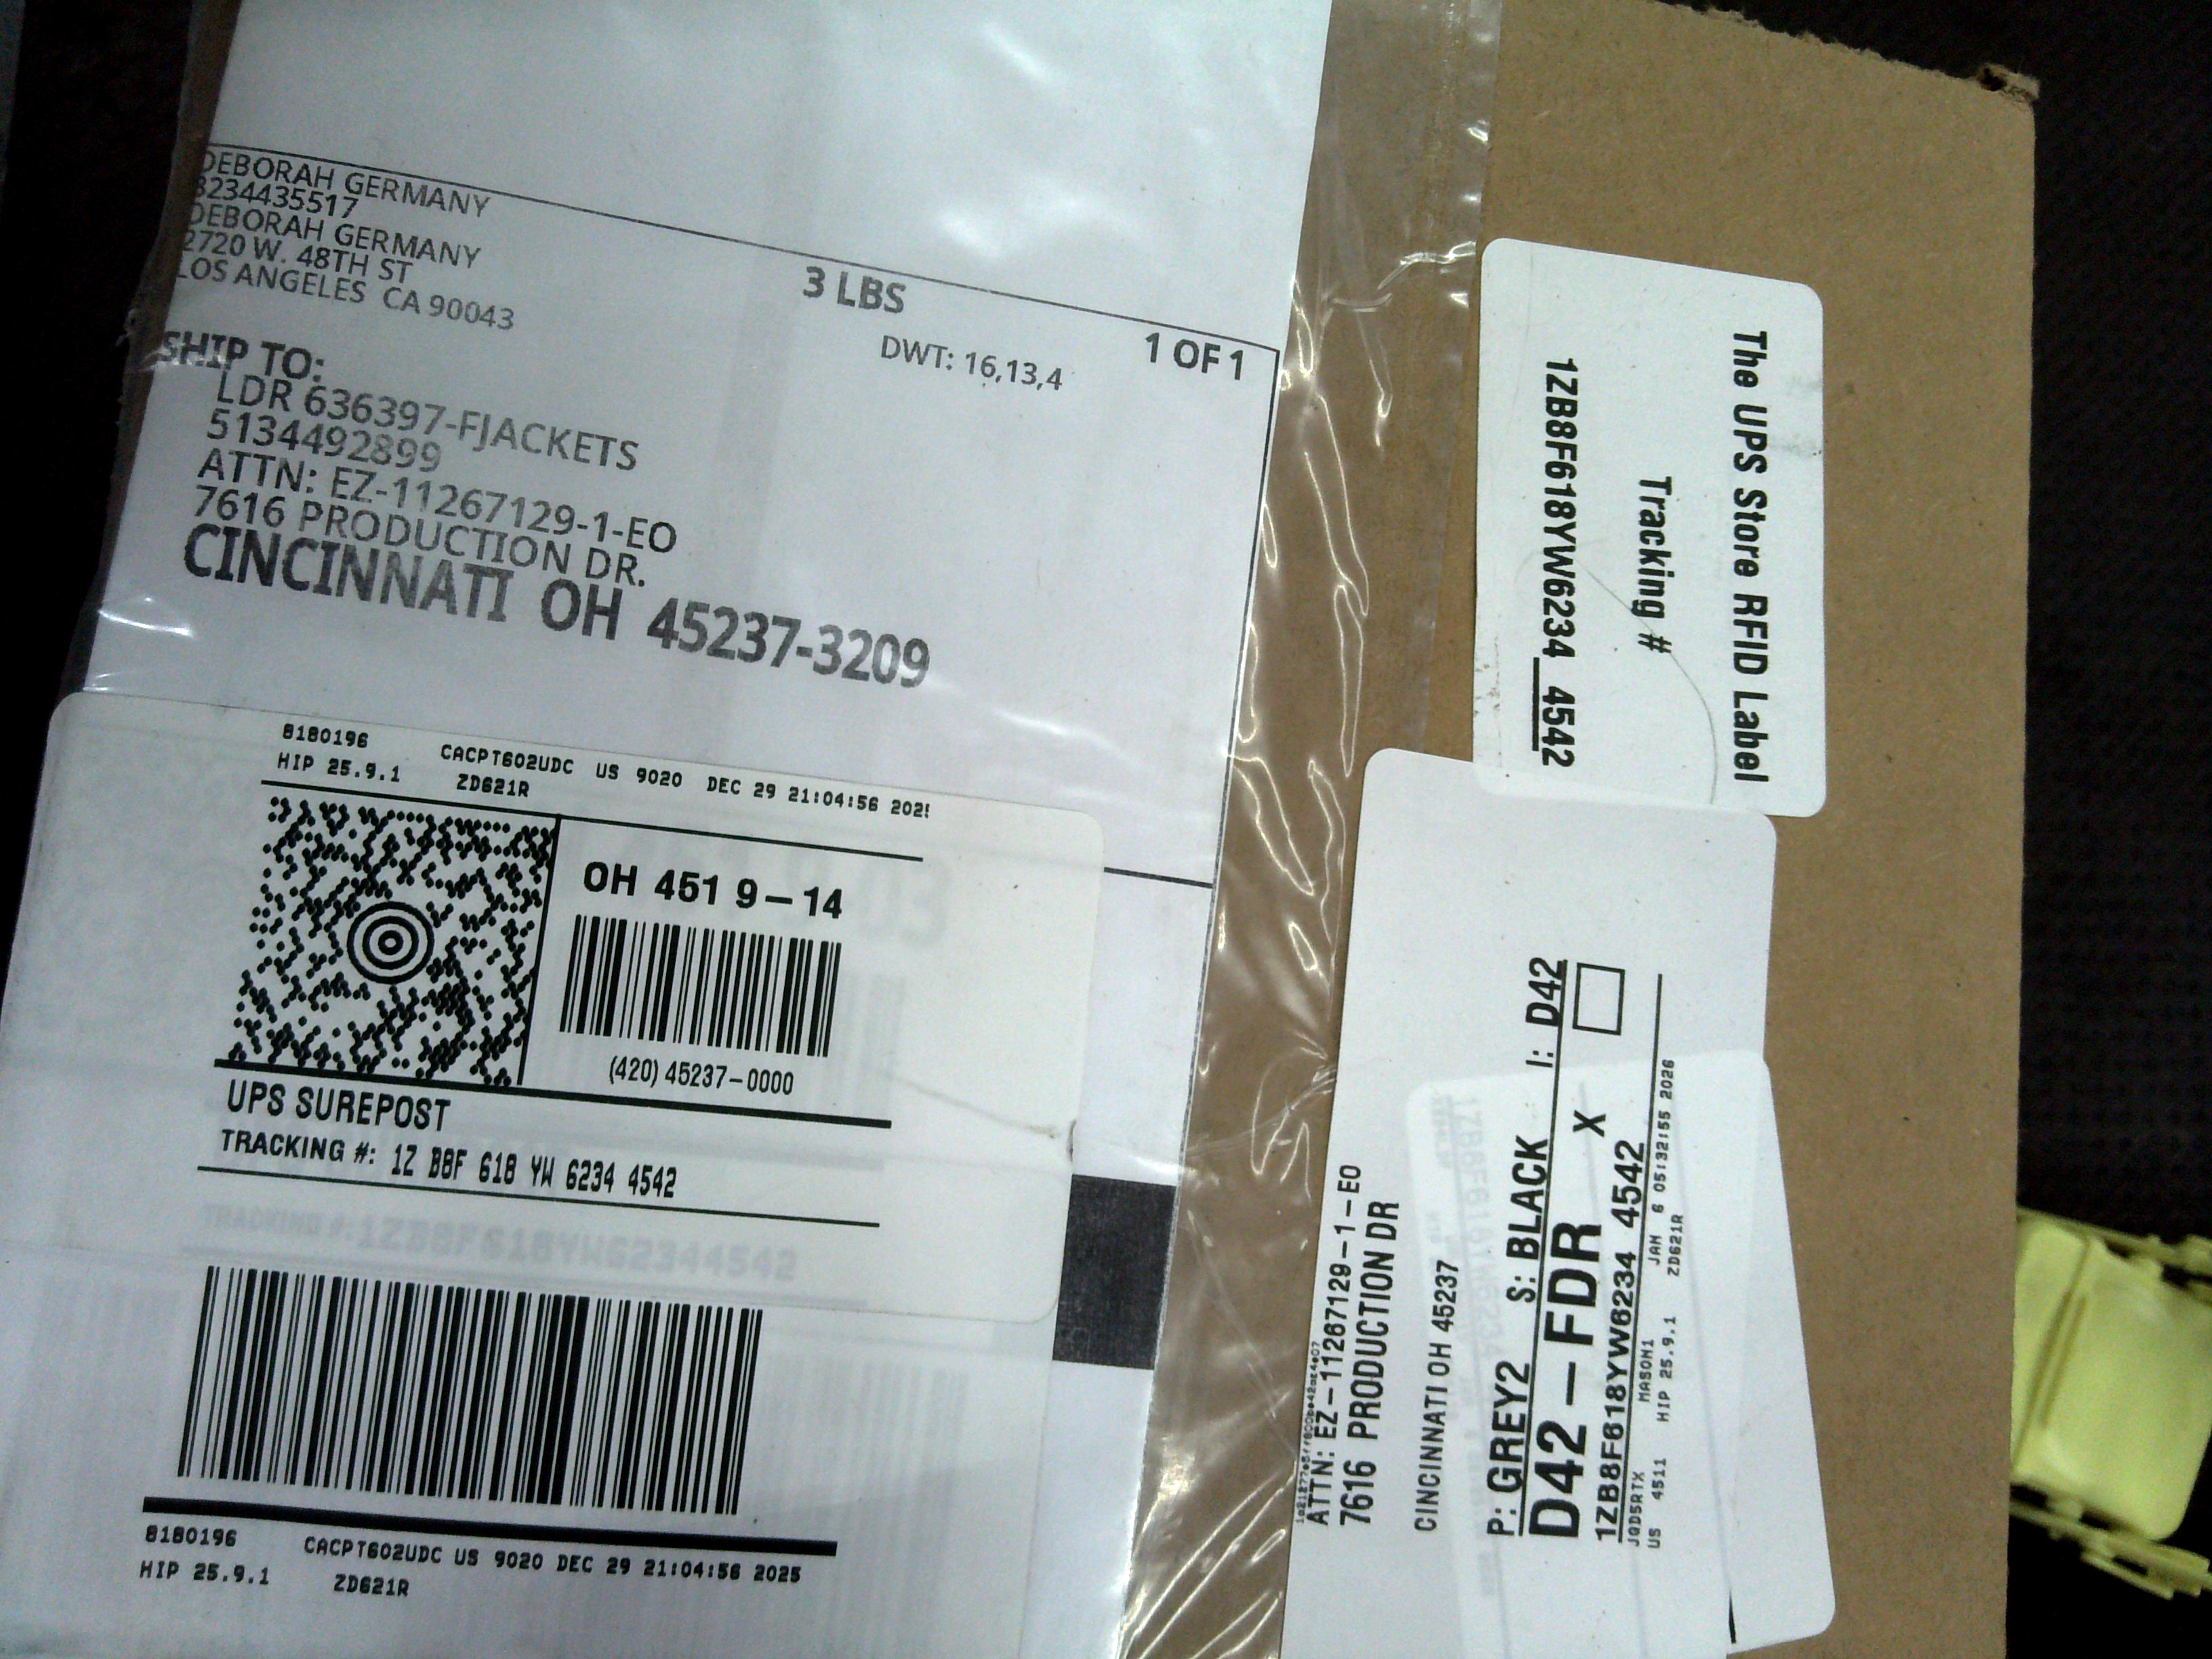 DEBORAH GERMANY
3234435517
DEBORAH GERMANY
2720 W. 48TH ST
LOS ANGELES CA 90043
3 LBS
1 OF 1
DWT: 16,13,4
SHIP TO:
LDR 636397-FJACKETS
5134492899
ATTN: EZ-11267129-1-EO
7616 PRODUCTION DR.
CINCINNATI OH 45237-3209
8180196 CACPT602UDC US 9020 DEC 29 21:04:56 2025
HIP 25.9.1 ZD621R
OH 451 9-14
(420) 45237-0000
UPS SUREPOST
TRACKING #: 1Z B8F 618 YW 6234 4542
TRACKING #: 1ZB8F618YW62344542
8180196 CACPT602UDC US 9020 DEC 29 21:04:56 2025
HIP 25.9.1 ZD621R
The UPS Store RFID Label
Tracking #
1ZB8F618YW6234 4542
ATTN: EZ-11267129-1-EO
7616 PRODUCTION DR
CINCINNATI OH 45237
P: GREY2 S: BLACK I: D42
D42-FDR X
1ZB8F618YW6234 4542
JQD5RTX MASON1 JAN 6 05:32:55 2026
US 4511 HIP 25.9.1 ZD621R